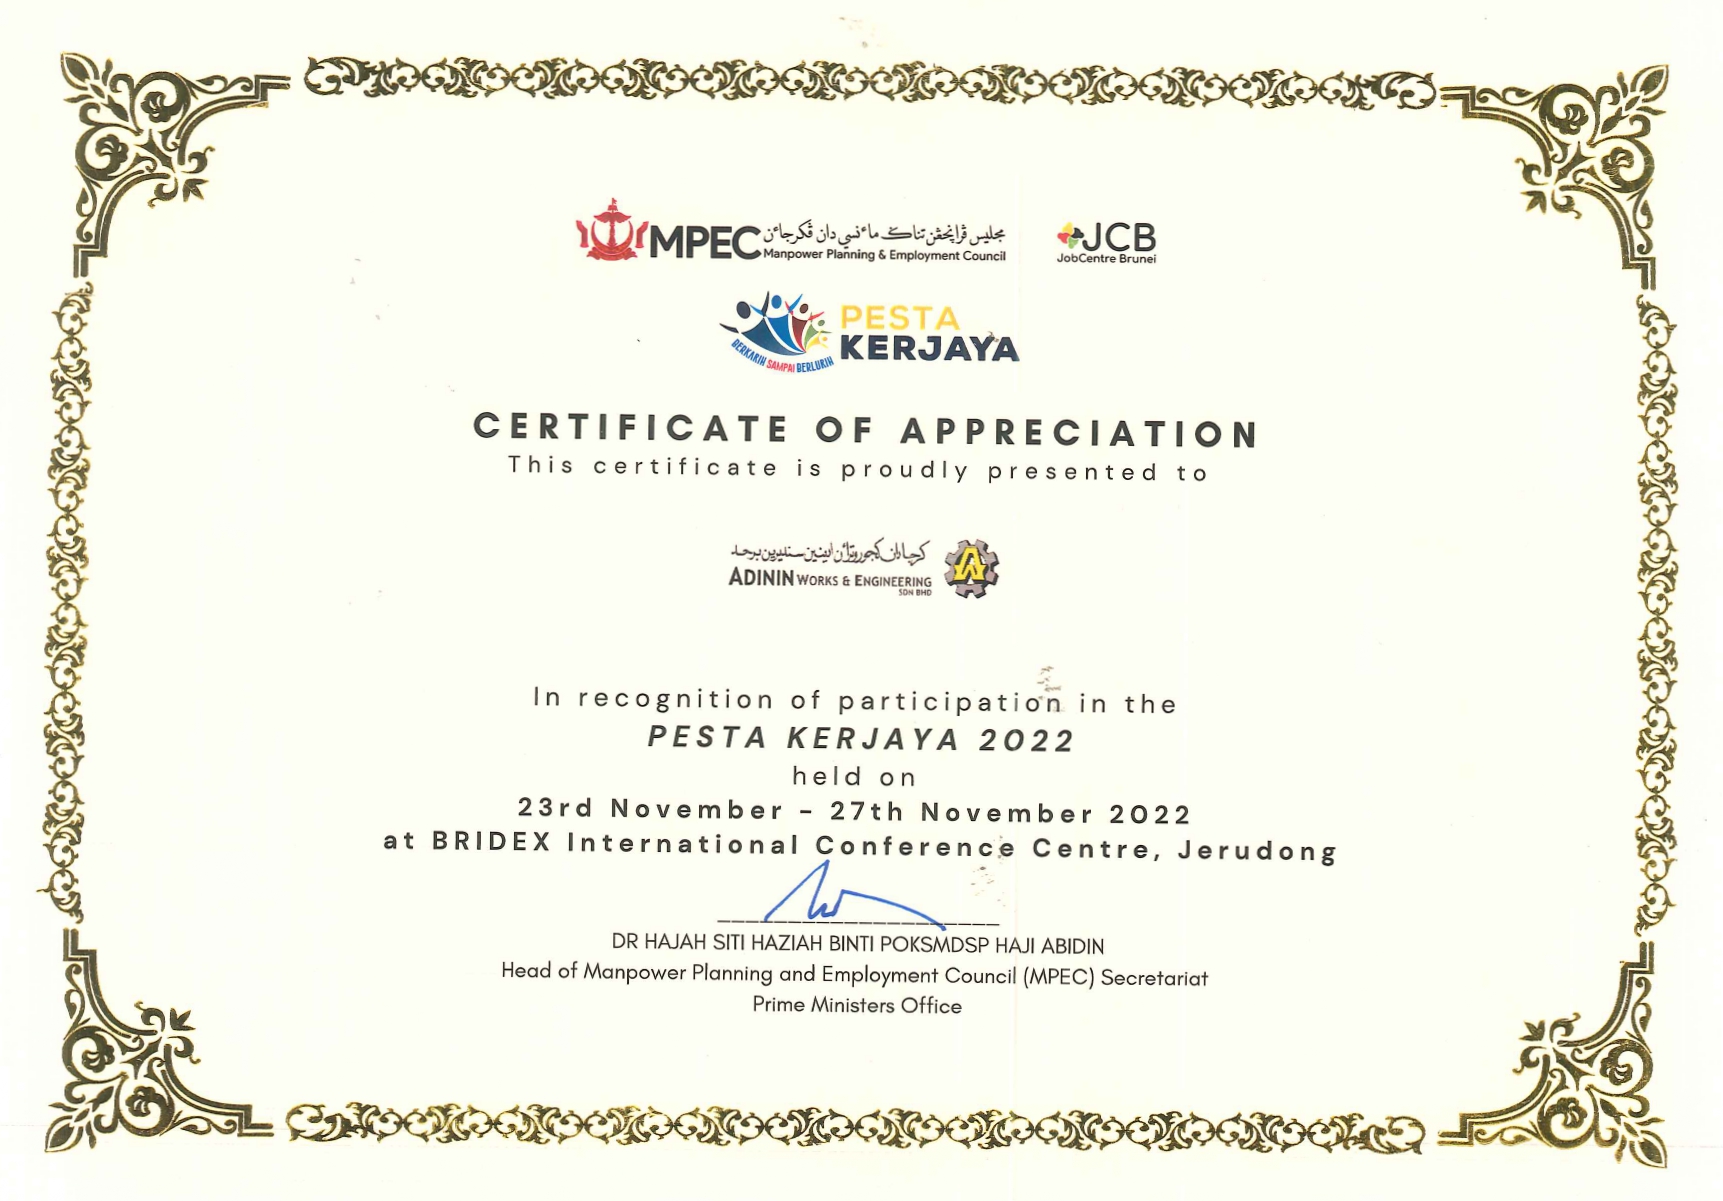 MPEC مجليس ڤرانچڠن تناݢ مأنسي دان ڤكرجاٴن
Manpower Planning & Employment Council
JCB
JobCentre Brunei
PESTA
KERJAYA
BERKARIH SAMPAI BERLURIH
CERTIFICATE OF APPRECIATION
This certificate is proudly presented to
ADININ WORKS & ENGINEERING
SDN BHD
In recognition of participation in the
PESTA KERJAYA 2022
held on
23rd November - 27th November 2022
at BRIDEX International Conference Centre, Jerudong
DR HAJAH SITI HAZIAH BINTI POKSMDSP HAJI ABIDIN
Head of Manpower Planning and Employment Council (MPEC) Secretariat
Prime Ministers Office